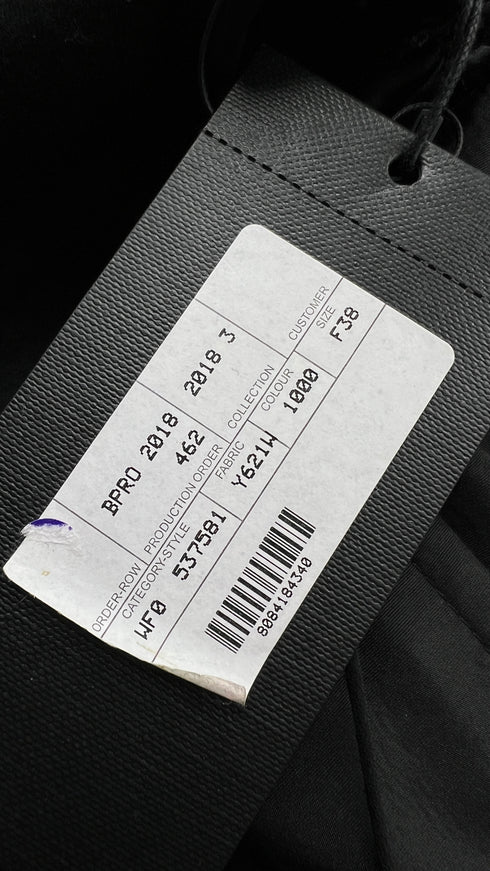 ORDER-ROW PRODUCTION ORDER COLLECTION CUSTOMER
BPRO 2018 462 2018 3
CATEGORY-STYLE FABRIC COLOUR SIZE
WF0 537581 Y621W 1000 F38
8084184340